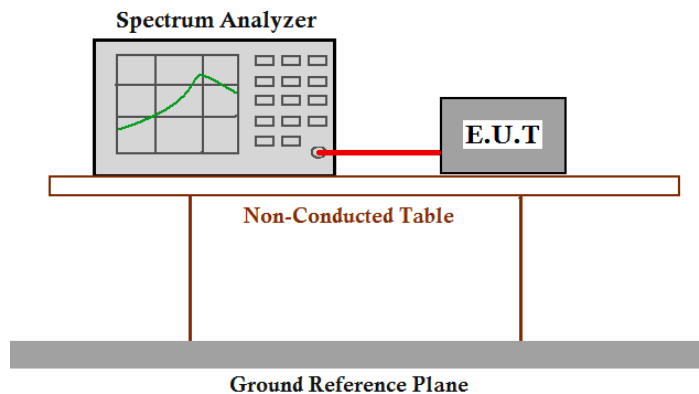 Spectrum Analyzer
E.U.T
Non-Conducted Table
Ground Reference Plane